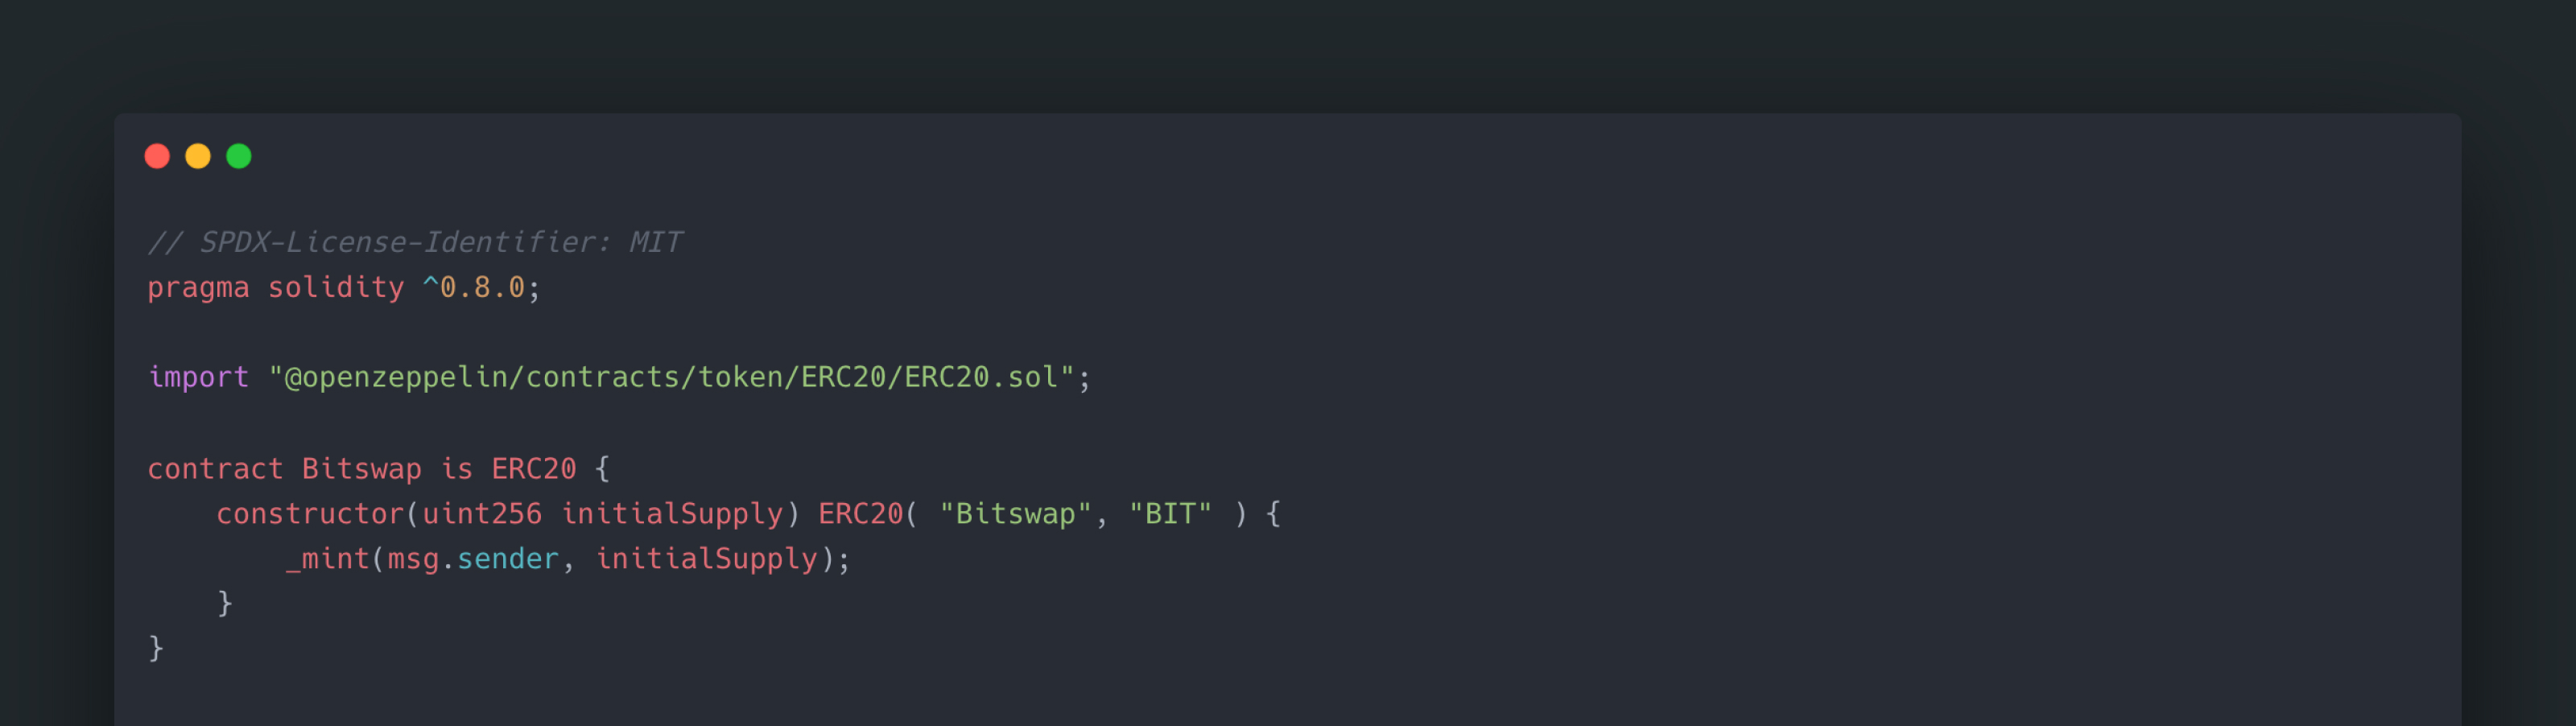 // SPDX-License-Identifier: MIT
pragma solidity ^0.8.0;
import "@openzeppelin/contracts/token/ERC20/ERC20.sol";
contract Bitswap is ERC20 {
    constructor(uint256 initialSupply) ERC20( "Bitswap", "BIT" ) {
        _mint(msg.sender, initialSupply);
    }
}